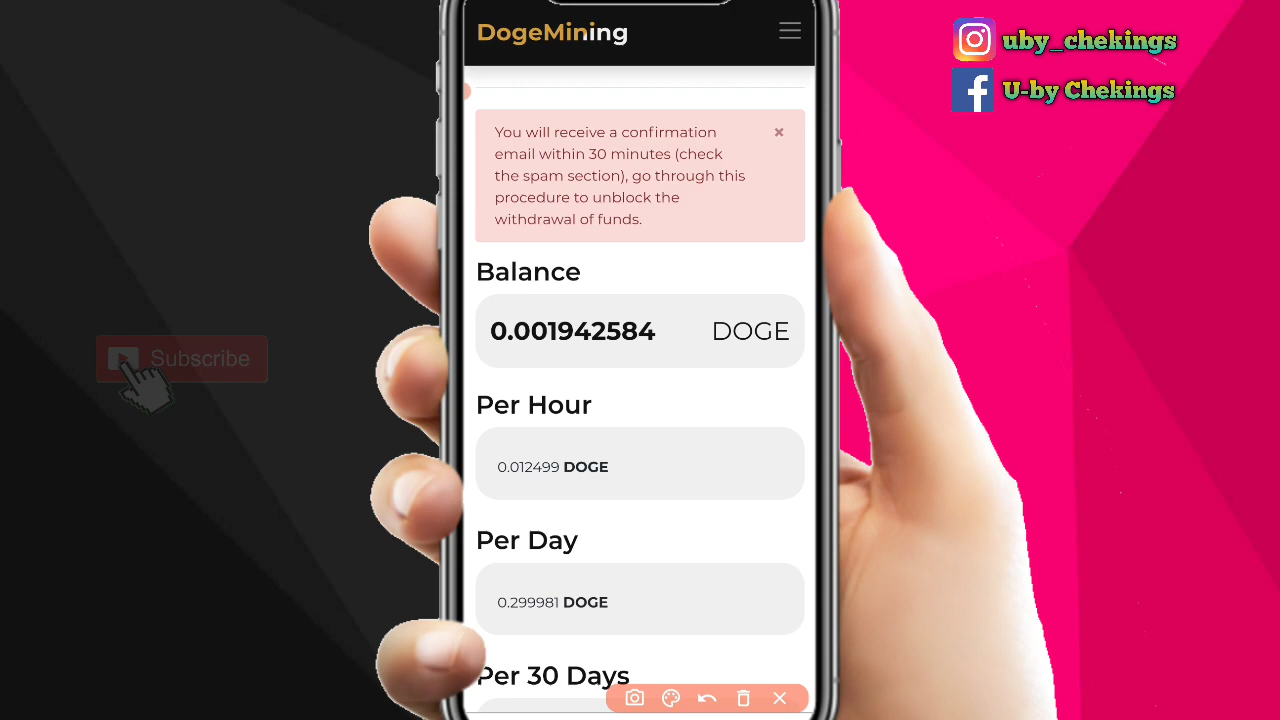 DogeMining
uby_chekings
U-by Chekings
You will receive a confirmation
email within 30 minutes (check
the spam section), go through this
procedure to unblock the
withdrawal of funds.
×
Balance
0.001942584 DOGE
Subscribe
Per Hour
0.012499 DOGE
Per Day
0.299981 DOGE
Per 30 Days